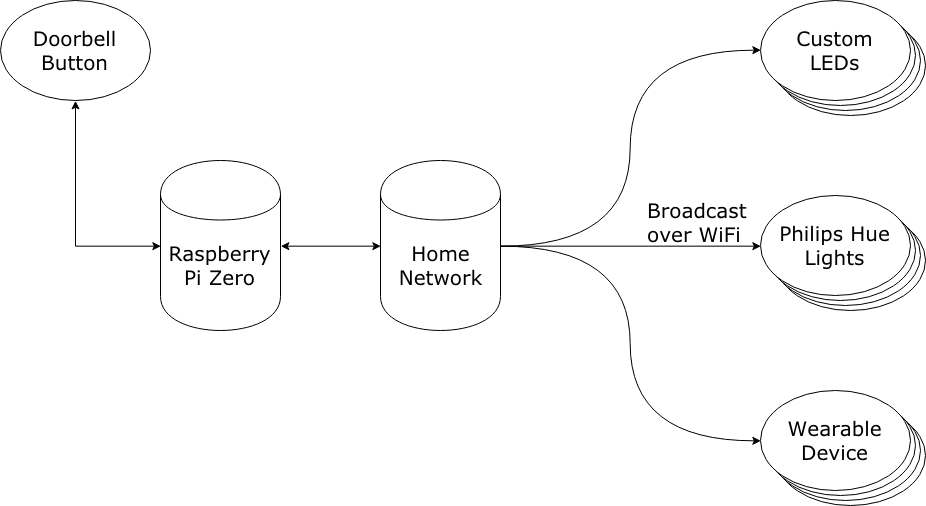 Doorbell
Button
Raspberry
Pi Zero
Home
Network
Broadcast
over WiFi
Custom
LEDs
Philips Hue
Lights
Wearable
Device